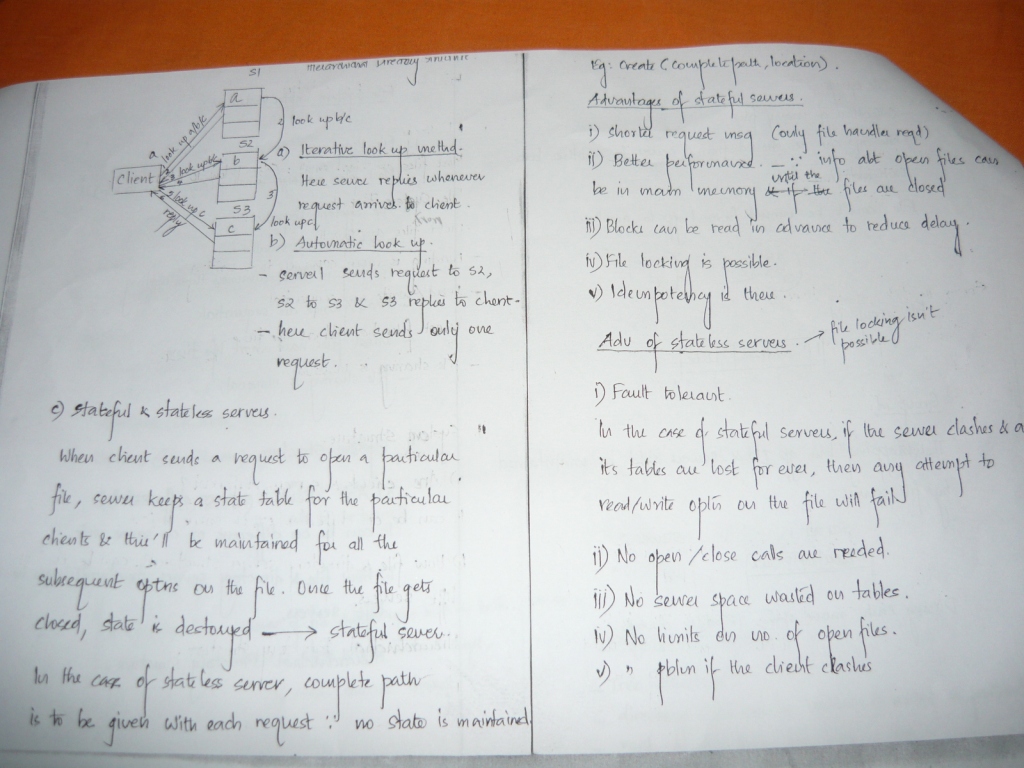 S1
a
look up a/b/c
2 look up b/c
a
S2
b
look up b/c
Client
3
look up c
S3
c
look up c
reply
a) Iterative look up method.
Here server replies whenever
request arrives to client.
b) Automatic look up.
- server 1 sends request to S2,
S2 to S3 & S3 replies to client.
- here client sends only one
request.
c) Stateful & stateless servers.
When client sends a request to open a particular
file, server keeps a state table for the particular
clients & this'll be maintained for all the
subsequent optns on the file. Once the file gets
closed, state is destroyed ⟶ stateful server.
In the case of stateless server, complete path
is to be given with each request ∵ no state is maintained
Eg: create (complete path, location).
Advantages of stateful servers.
i) Shorter request msg (only file handler reqd)
ii) Better performance. _ ∵ info abt open files can
be in main memory until the files are closed
iii) Blocks can be read in advance to reduce delay.
iv) File locking is possible.
v) Idempotency is there.
Adv of stateless servers. → file locking isn't
possible
i) Fault tolerant.
In the case of stateful servers, if the server clashes & a
its tables are lost for ever, then any attempt to
read/write optn on the file will fail
ii) No open/close calls are needed.
iii) No server space wasted on tables.
iv) No limits on no. of open files.
v) " pblm if the client clashes